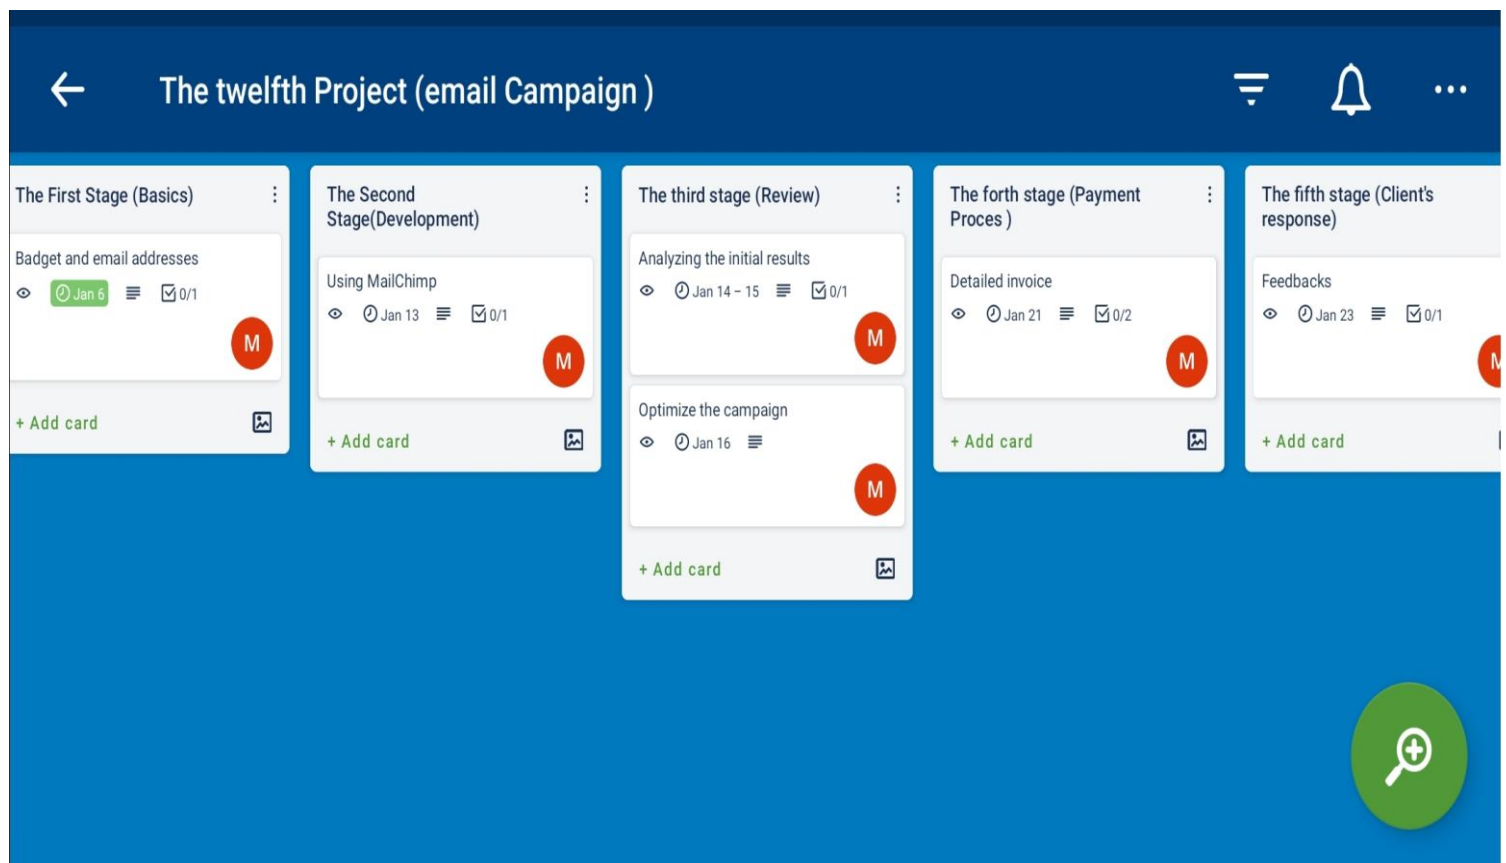 The twelfth Project (email Campaign )
The First Stage (Basics)
Badget and email addresses
Jan 6
0/1
M
+ Add card
The Second
Stage(Development)
Using MailChimp
Jan 13
0/1
M
+ Add card
The third stage (Review)
Analyzing the initial results
Jan 14 – 15
0/1
M
Optimize the campaign
Jan 16
M
+ Add card
The forth stage (Payment
Proces )
Detailed invoice
Jan 21
0/2
M
+ Add card
The fifth stage (Client's
response)
Feedbacks
Jan 23
0/1
M
+ Add card